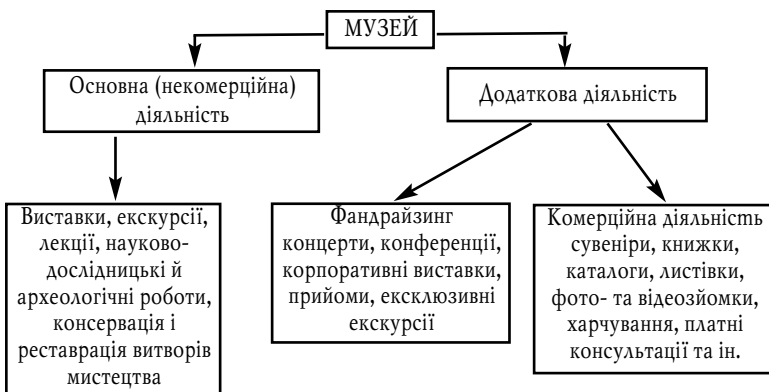 МУЗЕЙ
Основна (некомерційна)
діяльність
Додаткова діяльність
Виставки, екскурсії,
лекції, науково-
дослідницькі й
археологічні роботи,
консервація і
реставрація витворів
мистецтва
Фандрайзинг
концерти, конференції,
корпоративні виставки,
прийоми, ексклюзивні
екскурсії
Комерційна діяльність
сувеніри, книжки,
каталоги, листівки,
фото- та відеозйомки,
харчування, платні
консультації та ін.